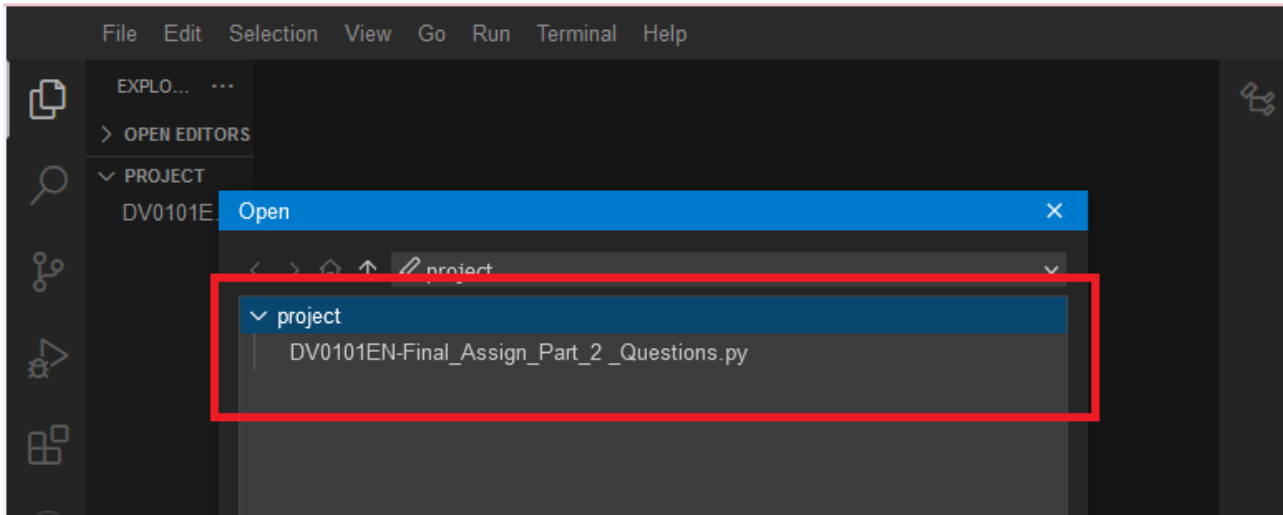 File Edit Selection View Go Run Terminal Help
EXPLO... ...
OPEN EDITORS
PROJECT
DV0101E.
Open
project
project
DV0101EN-Final_Assign_Part_2 _Questions.py